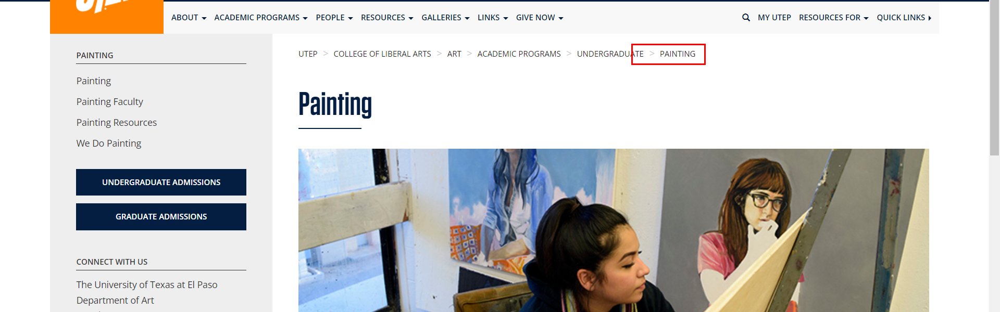 ABOUT ACADEMIC PROGRAMS PEOPLE RESOURCES GALLERIES LINKS GIVE NOW MY UTEP RESOURCES FOR QUICK LINKS
PAINTING
Painting
Painting Faculty
Painting Resources
We Do Painting
UNDERGRADUATE ADMISSIONS
GRADUATE ADMISSIONS
CONNECT WITH US
The University of Texas at El Paso
Department of Art
UTEP > COLLEGE OF LIBERAL ARTS > ART > ACADEMIC PROGRAMS > UNDERGRADUATE > PAINTING
Painting